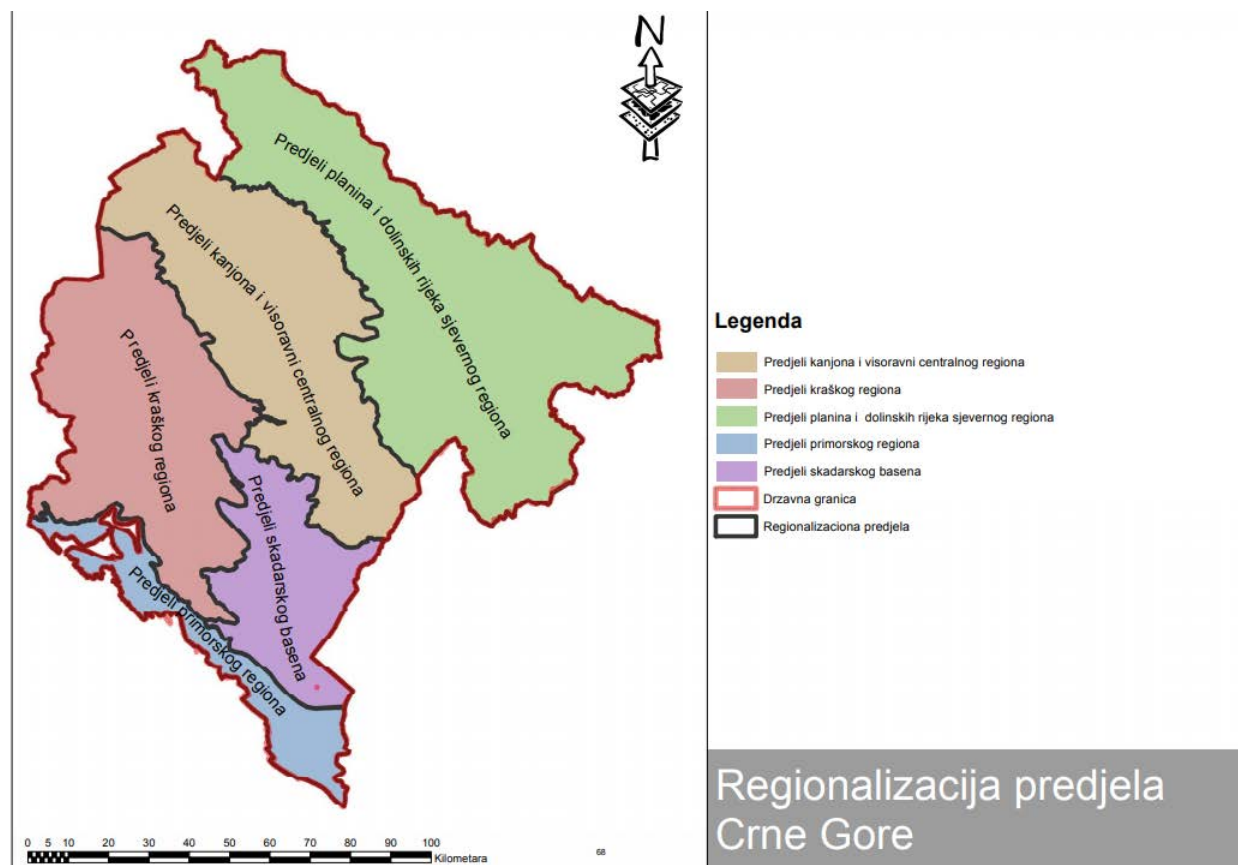 N
Predjeli planina i dolinskih rijeka sjevernog regiona
Predjeli kanjona i visoravni centralnog regiona
Predjeli kraškog regiona
Predjeli skadarskog basena
Predjeli primorskog regiona
Legenda
Predjeli kanjona i visoravni centralnog regiona
Predjeli kraškog regiona
Predjeli planina i dolinskih rijeka sjevernog regiona
Predjeli primorskog regiona
Predjeli skadarskog basena
Drzavna granica
Regionalizaciona predjela
Regionalizacija predjela
Crne Gore
0 5 10 20 30 40 50 60 70 80 90 100
Kilometara
68